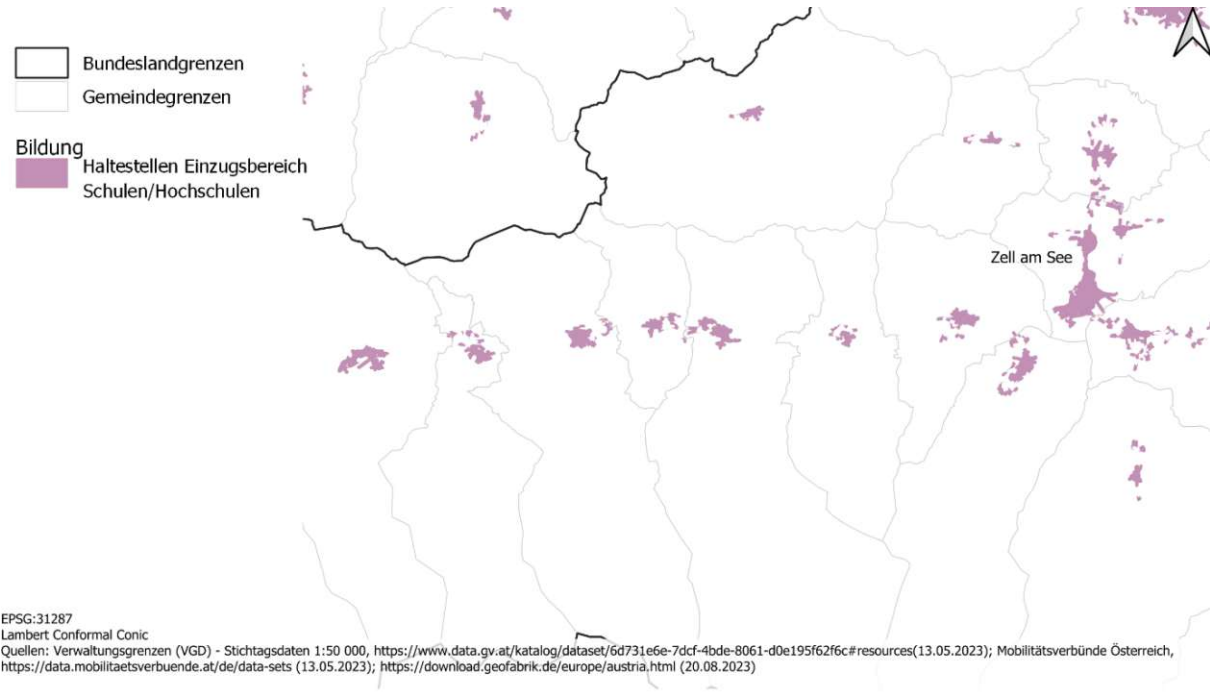 Bundeslandgrenzen
Gemeindegrenzen
Bildung
Haltestellen Einzugsbereich
Schulen/Hochschulen
Zell am See
EPSG:31287
Lambert Conformal Conic
Quellen: Verwaltungsgrenzen (VGD) - Stichtagsdaten 1:50 000, https://www.data.gv.at/katalog/dataset/6d731e6e-7dcf-4bde-8061-d0e195f62f6c#resources(13.05.2023); Mobilitätsverbünde Österreich,
https://data.mobilitaetsverbuende.at/de/data-sets (13.05.2023); https://download.geofabrik.de/europe/austria.html (20.08.2023)